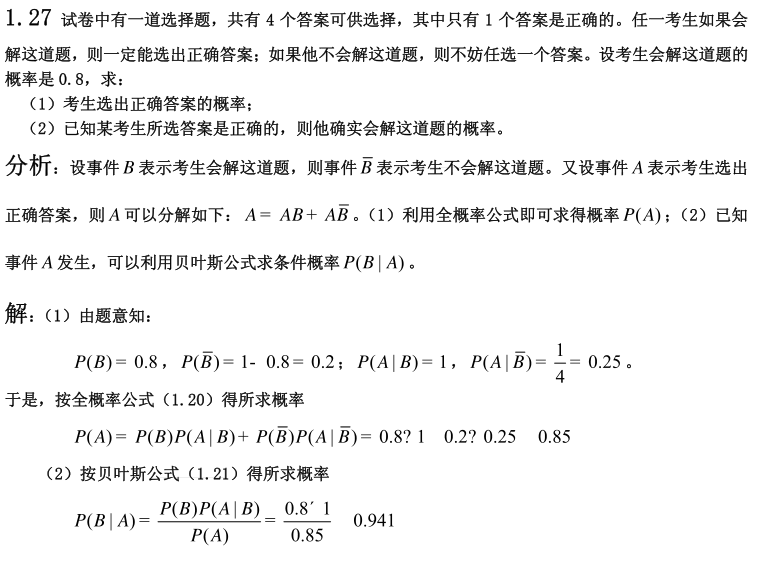 1.27 试卷中有一道选择题，共有 4 个答案可供选择，其中只有 1 个答案是正确的。任一考生如果会
解这道题，则一定能选出正确答案；如果他不会解这道题，则不妨任选一个答案。设考生会解这道题的
概率是 0.8，求：
（1）考生选出正确答案的概率；
（2）已知某考生所选答案是正确的，则他确实会解这道题的概率。
分析：设事件 B 表示考生会解这道题，则事件 B̅ 表示考生不会解这道题。又设事件 A 表示考生选出
正确答案，则 A 可以分解如下： A = AB + AB̅ 。（1）利用全概率公式即可求得概率 P(A)；（2）已知
事件 A 发生，可以利用贝叶斯公式求条件概率 P(B | A) 。
解：（1）由题意知：
P(B) = 0.8， P(B̅) = 1- 0.8 = 0.2； P(A | B) = 1， P(A | B̅) = 1/4 = 0.25 。
于是，按全概率公式（1.20）得所求概率
P(A) = P(B)P(A | B) + P(B̅)P(A | B̅) = 0.8? 1 0.2? 0.25 0.85
（2）按贝叶斯公式（1.21）得所求概率
P(B | A) = P(B)P(A | B)/P(A) = 0.8´ 1/0.85 0.941